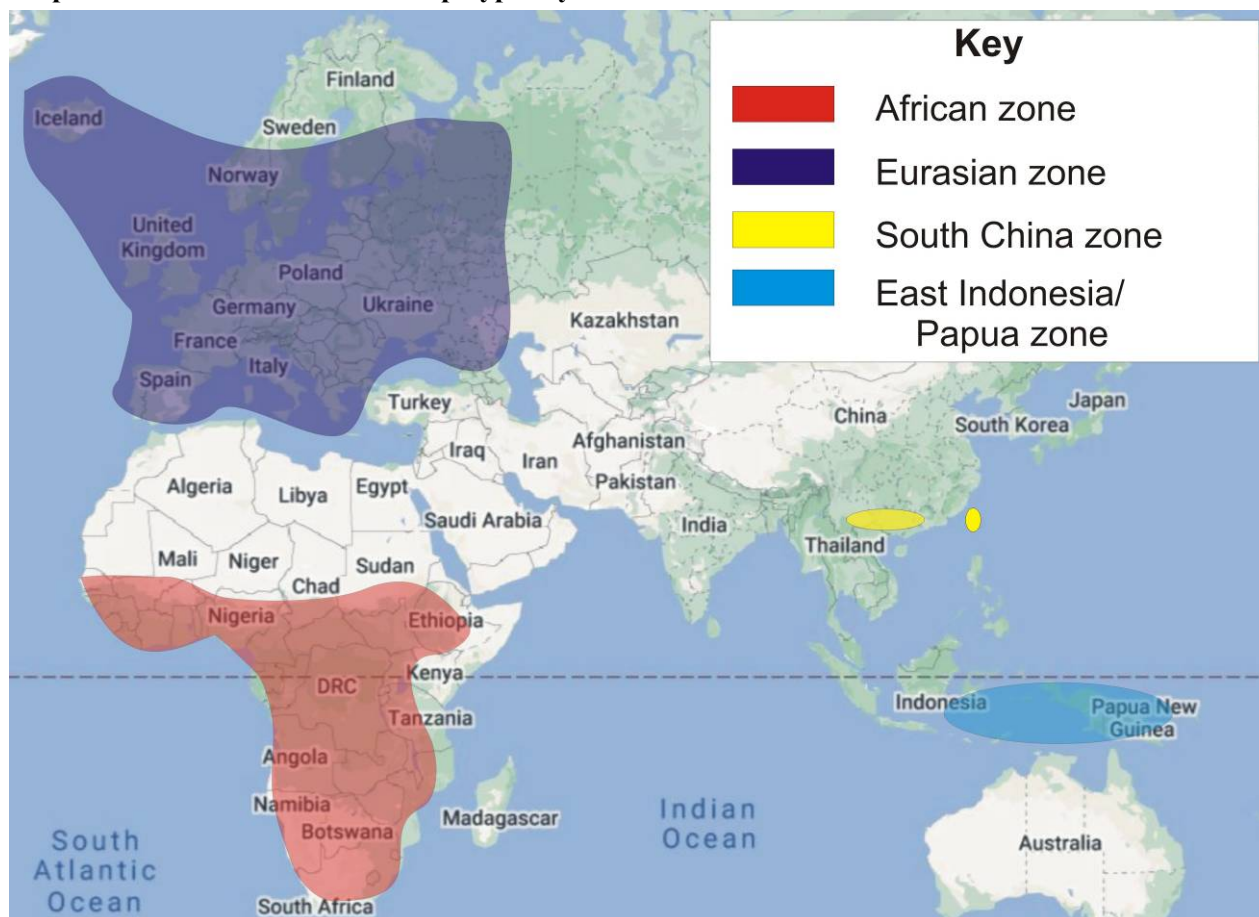 Key
African zone
Eurasian zone
South China zone
East Indonesia/
Papua zone
Iceland
Finland
Sweden
Norway
United
Kingdom
Poland
Germany
Ukraine
France
Italy
Spain
Kazakhstan
Turkey
China
Japan
South Korea
Afghanistan
Iraq
Iran
Pakistan
Algeria
Libya
Egypt
Saudi Arabia
India
Mali
Niger
Chad
Sudan
Thailand
Nigeria
Ethiopia
Kenya
DRC
Tanzania
Indonesia
Papua New
Guinea
Angola
Namibia
Botswana
Madagascar
Indian
Ocean
Australia
South
Atlantic
Ocean
South Africa